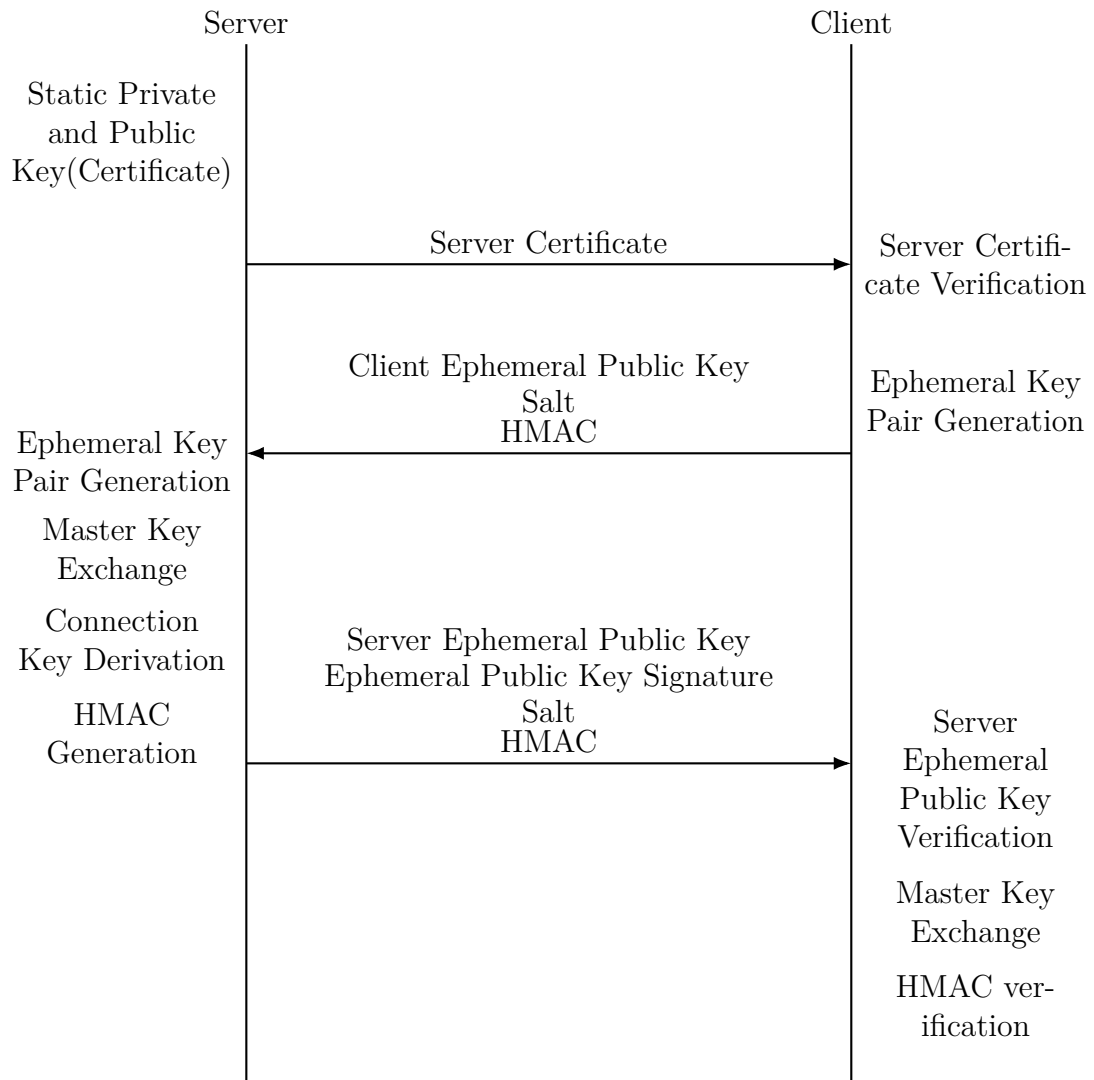 Server
Client
Static Private
and Public
Key(Certificate)
Server Certificate
Server Certifi-
cate Verification
Client Ephemeral Public Key
Salt
HMAC
Ephemeral Key
Pair Generation
Ephemeral Key
Pair Generation
Master Key
Exchange
Connection
Key Derivation
HMAC
Generation
Server Ephemeral Public Key
Ephemeral Public Key Signature
Salt
HMAC
Server
Ephemeral
Public Key
Verification
Master Key
Exchange
HMAC ver-
ification